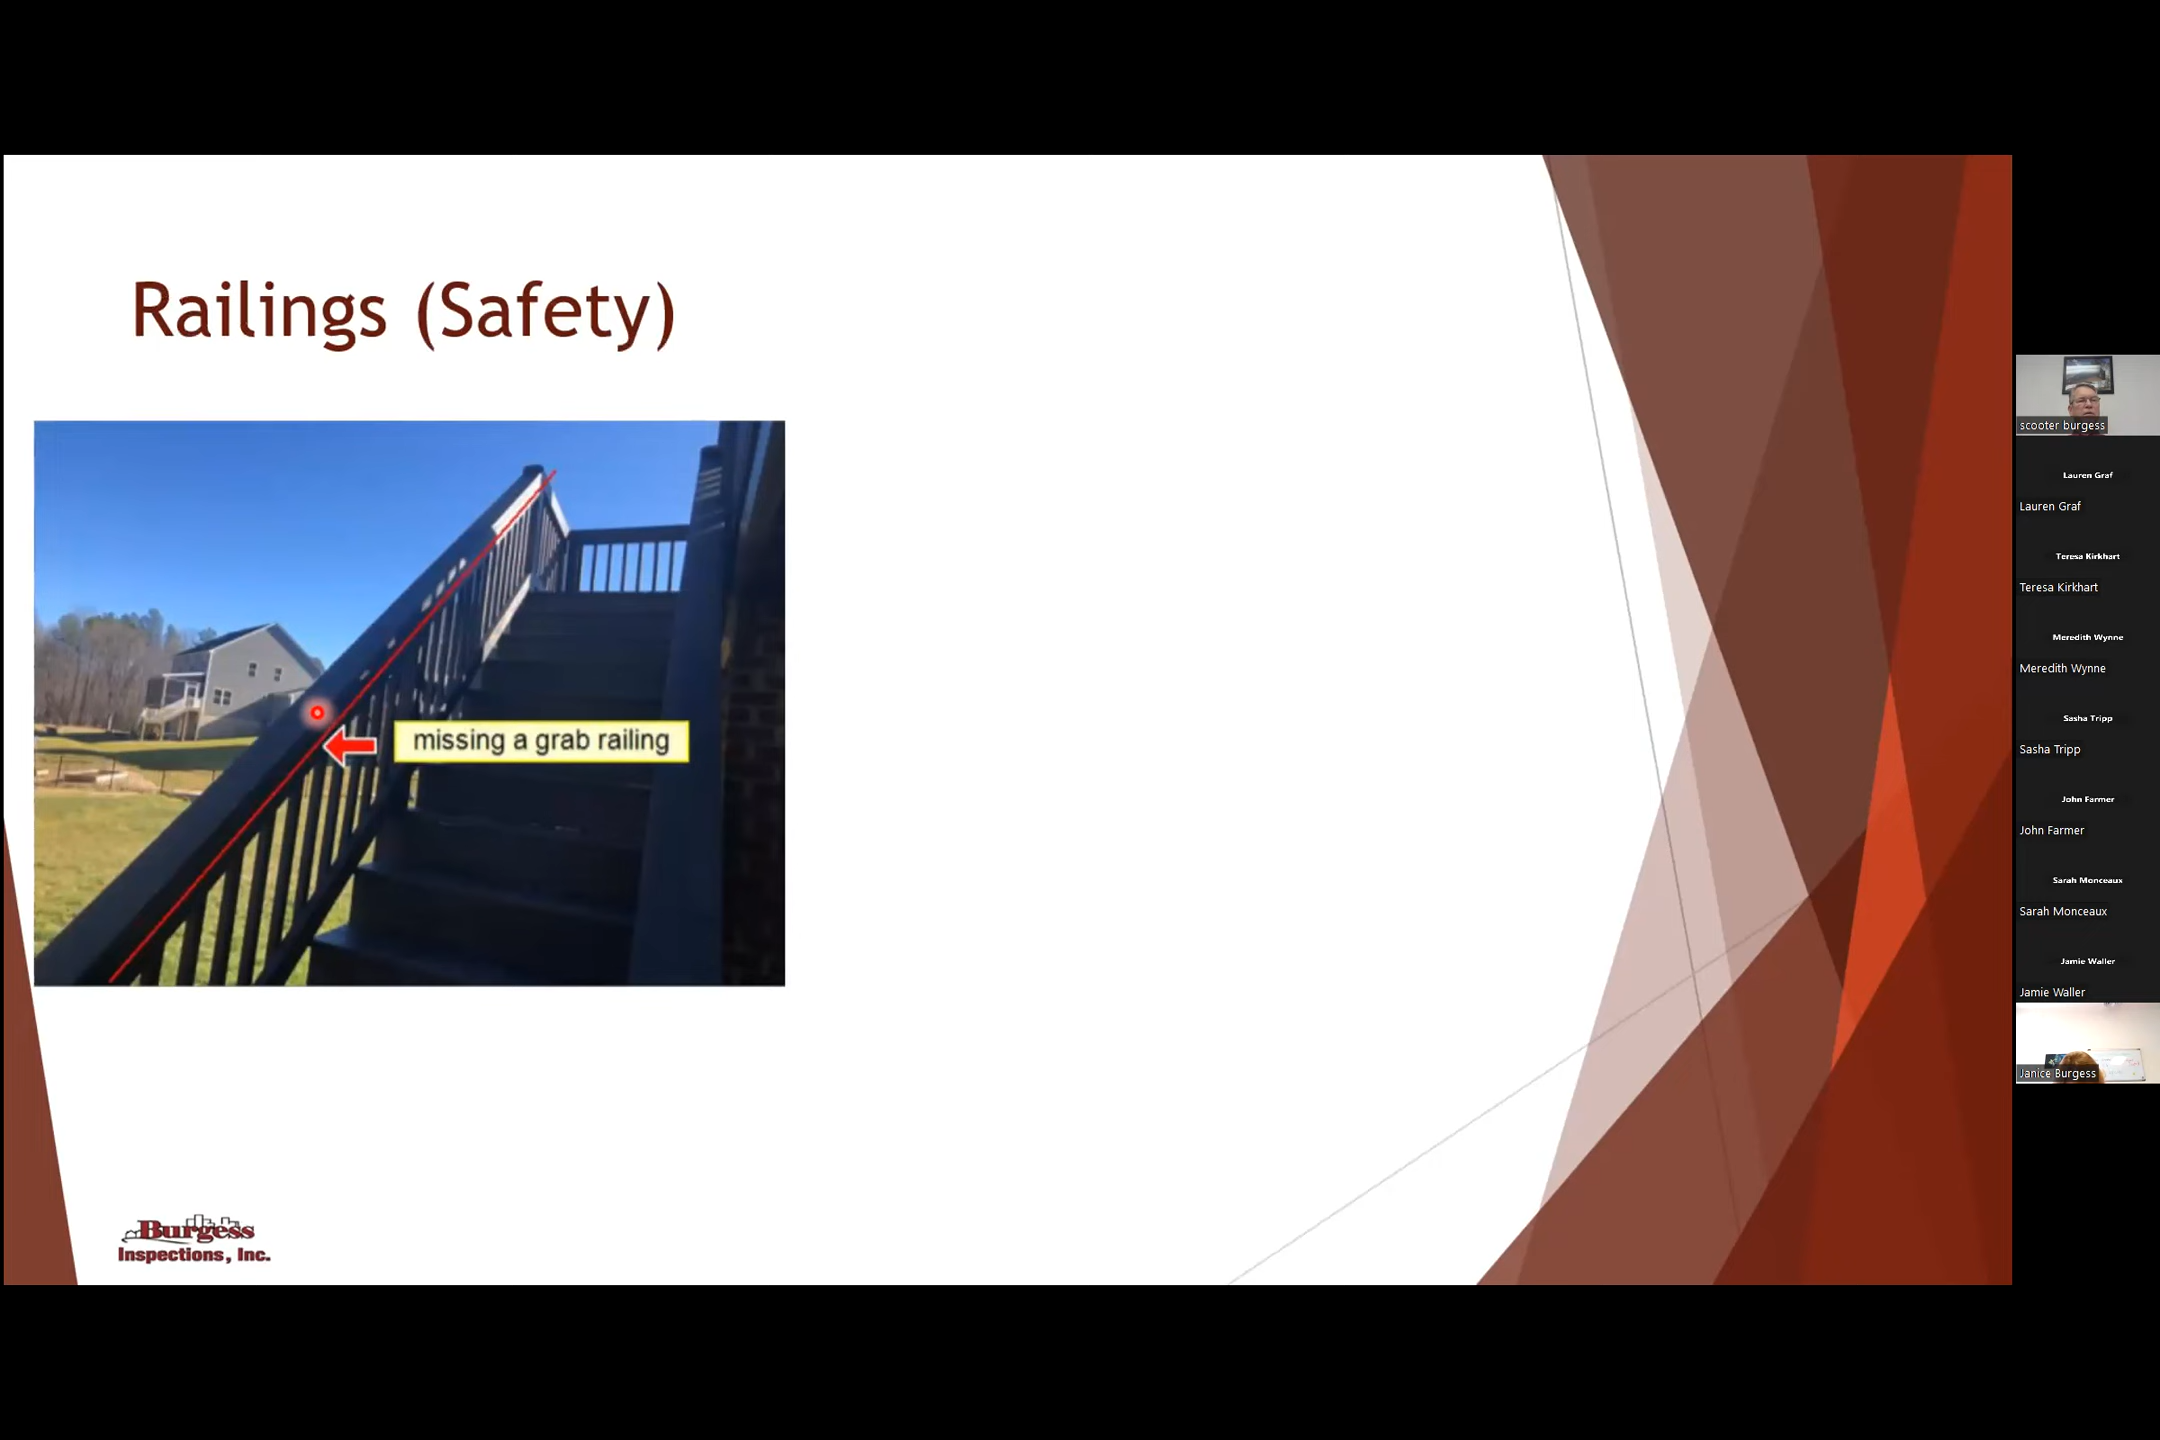 Railings (Safety)
missing a grab railing
Burgess
Inspections, Inc.
scooter burgess
Lauren Graf
Lauren Graf
Teresa Kirkhart
Teresa Kirkhart
Meredith Wynne
Meredith Wynne
Sasha Tripp
Sasha Tripp
John Farmer
John Farmer
Sarah Monceaux
Sarah Monceaux
Jamie Waller
Jamie Waller
Janice Burgess